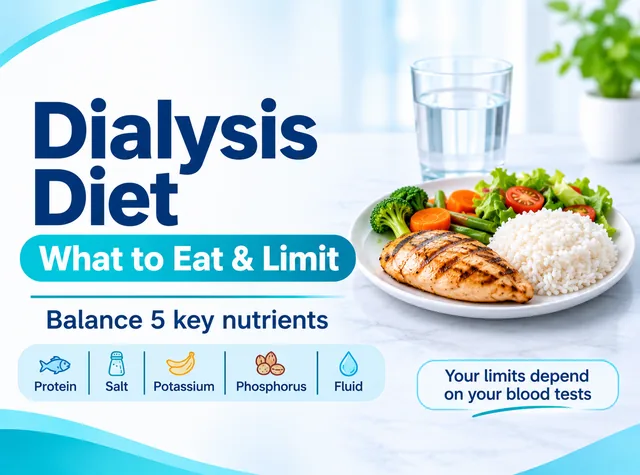 Dialysis
Diet
What to Eat & Limit
Balance 5 key nutrients
Protein
Salt
Potassium
Phosphorus
Fluid
Your limits depend
on your blood tests